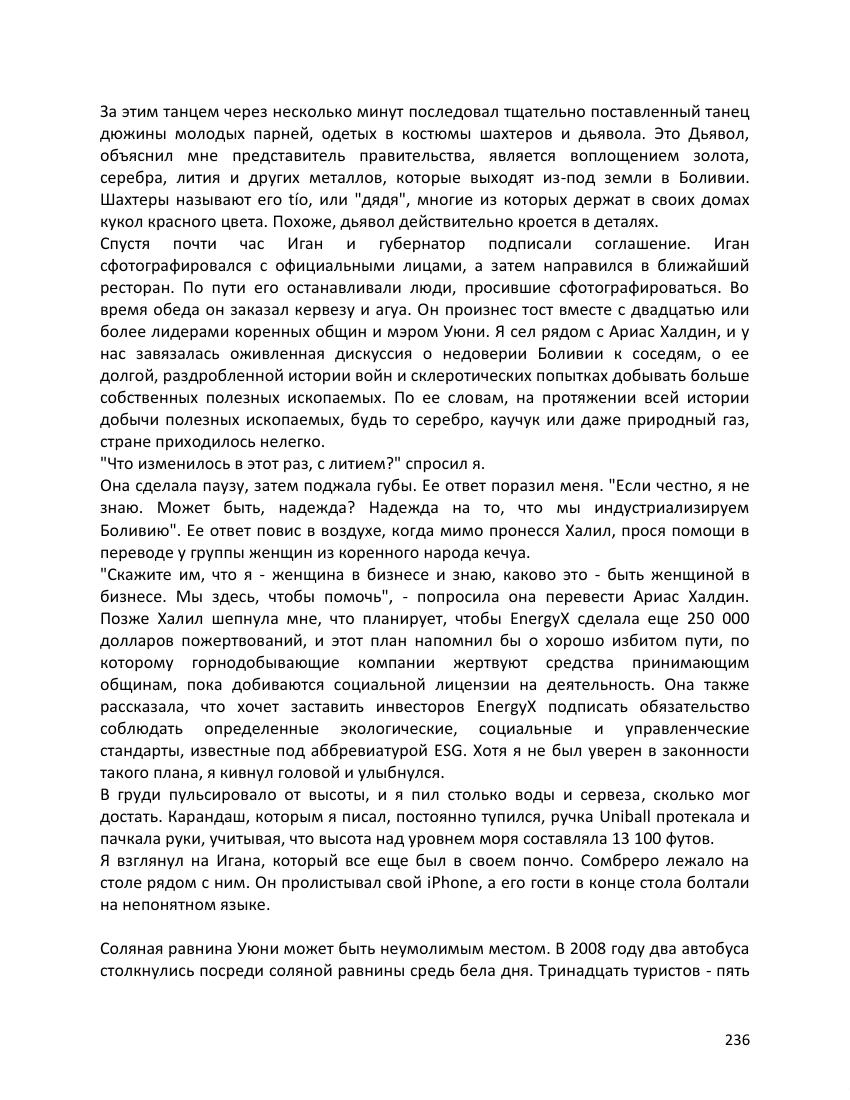 За этим танцем через несколько минут последовал тщательно поставленный танец
дюжины молодых парней, одетых в костюмы шахтеров и дьявола. Это Дьявол,
объяснил мне представитель правительства, является воплощением золота,
серебра, лития и других металлов, которые выходят из-под земли в Боливии.
Шахтеры называют его tío, или "дядя", многие из которых держат в своих домах
кукол красного цвета. Похоже, дьявол действительно кроется в деталях.
Спустя почти час Иган и губернатор подписали соглашение. Иган
сфотографировался с официальными лицами, а затем направился в ближайший
ресторан. По пути его останавливали люди, просившие сфотографироваться. Во
время обеда он заказал кервезу и агуа. Он произнес тост вместе с двадцатью или
более лидерами коренных общин и мэром Уюни. Я сел рядом с Ариас Халдин, и у
нас завязалась оживленная дискуссия о недоверии Боливии к соседям, о ее
долгой, раздробленной истории войн и склеротических попытках добывать больше
собственных полезных ископаемых. По ее словам, на протяжении всей истории
добычи полезных ископаемых, будь то серебро, каучук или даже природный газ,
стране приходилось нелегко.
"Что изменилось в этот раз, с литием?" спросил я.
Она сделала паузу, затем поджала губы. Ее ответ поразил меня. "Если честно, я не
знаю. Может быть, надежда? Надежда на то, что мы индустриализируем
Боливию". Ее ответ повис в воздухе, когда мимо пронесся Халил, прося помощи в
переводе у группы женщин из коренного народа кечуа.
"Скажите им, что я - женщина в бизнесе и знаю, каково это - быть женщиной в
бизнесе. Мы здесь, чтобы помочь", - попросила она перевести Ариас Халдин.
Позже Халил шепнула мне, что планирует, чтобы EnergyX сделала еще 250 000
долларов пожертвований, и этот план напомнил бы о хорошо избитом пути, по
которому горнодобывающие компании жертвуют средства принимающим
общинам, пока добиваются социальной лицензии на деятельность. Она также
рассказала, что хочет заставить инвесторов EnergyX подписать обязательство
соблюдать определенные экологические, социальные и управленческие
стандарты, известные под аббревиатурой ESG. Хотя я не был уверен в законности
такого плана, я кивнул головой и улыбнулся.
В груди пульсировало от высоты, и я пил столько воды и сервеза, сколько мог
достать. Карандаш, которым я писал, постоянно тупился, ручка Uniball протекала и
пачкала руки, учитывая, что высота над уровнем моря составляла 13 100 футов.
Я взглянул на Игана, который все еще был в своем пончо. Сомбреро лежало на
столе рядом с ним. Он пролистывал свой iPhone, а его гости в конце стола болтали
на непонятном языке.
Соляная равнина Уюни может быть неумолимым местом. В 2008 году два автобуса
столкнулись посреди соляной равнины средь бела дня. Тринадцать туристов - пять
236